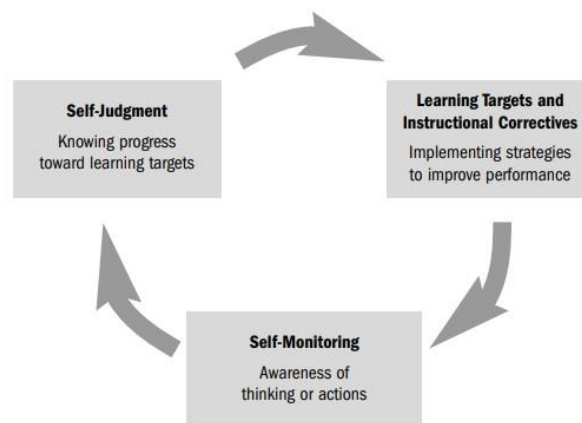 Self-Judgment
Knowing progress
toward learning targets
Learning Targets and
Instructional Correctives
Implementing strategies
to improve performance
Self-Monitoring
Awareness of
thinking or actions